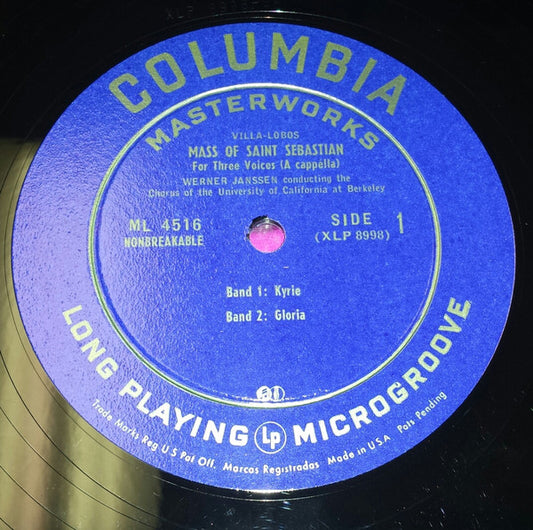 COLUMBIA
MASTERWORKS
VILLA-LOBOS
MASS OF SAINT SEBASTIAN
For Three Voices (A cappella)
WERNER JANSSEN conducting the
Chorus of the University of California at Berkeley
ML 4516
NONBREAKABLE
SIDE 1
(XLP 8998)
Band 1: Kyrie
Band 2: Gloria
LONG PLAYING Lp MICROGROOVE
Trade Marks Reg U S Pat Off. Marcas Registradas Made in U S A Pats Pending